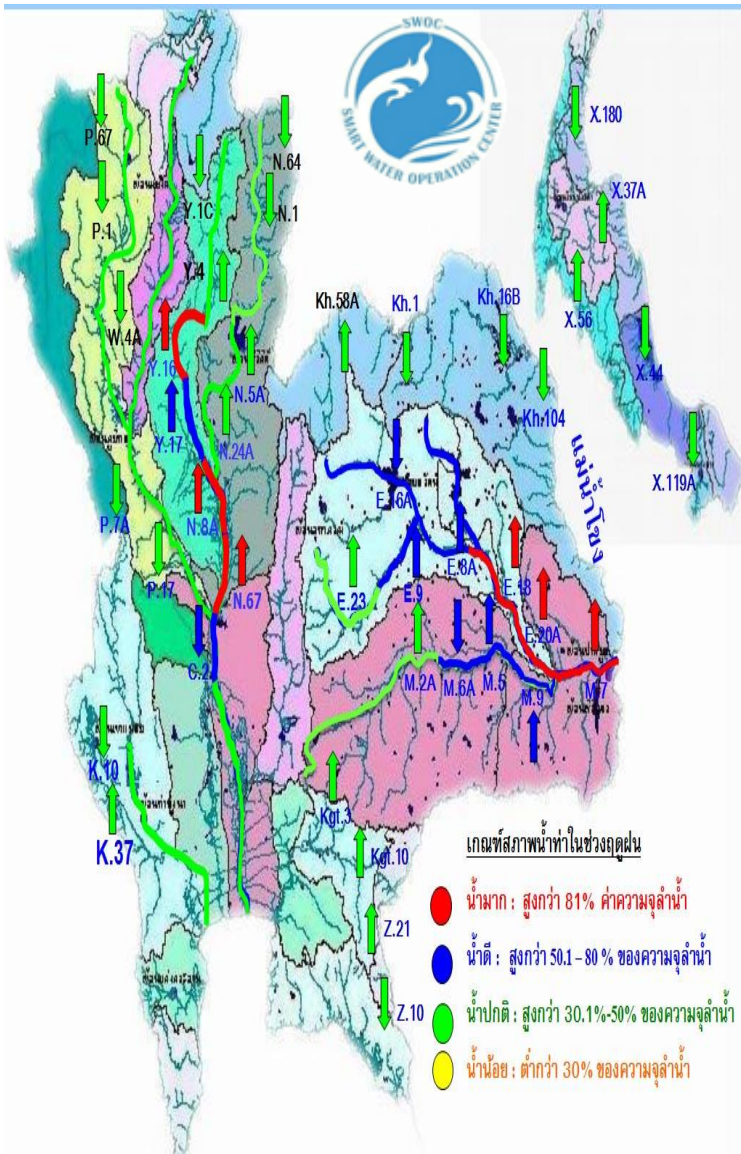 SWOC
SMART WATER OPERATION CENTER
P.67
N.64
X.180
P.1
Y.1C
N.1
X.37A
W.4A
Y.4
Kh.58A
Kh.1
Kh.16B
X.56
Y.16
N.5A
Kh.104
X.44
Y.17
N.24A
แม่น้ำโขง
E.16A
X.119A
P.7A
N.8A
E.8A
P.17
N.67
E.23
E.9
E.18
E.20A
C.2
M.2A
M.6A
M.5
M.9
M.7
K.10
K.37
Kgt.3
Kgt.10
Z.21
Z.10
เกณฑ์สภาพน้ำท่าในช่วงฤดูฝน
น้ำมาก : สูงกว่า 81% ค่าความจุลำน้ำ
น้ำดี : สูงกว่า 50.1 – 80 % ของความจุลำน้ำ
น้ำปกติ : สูงกว่า 30.1%-50% ของความจุลำน้ำ
น้ำน้อย : ต่ำกว่า 30% ของความจุลำน้ำ